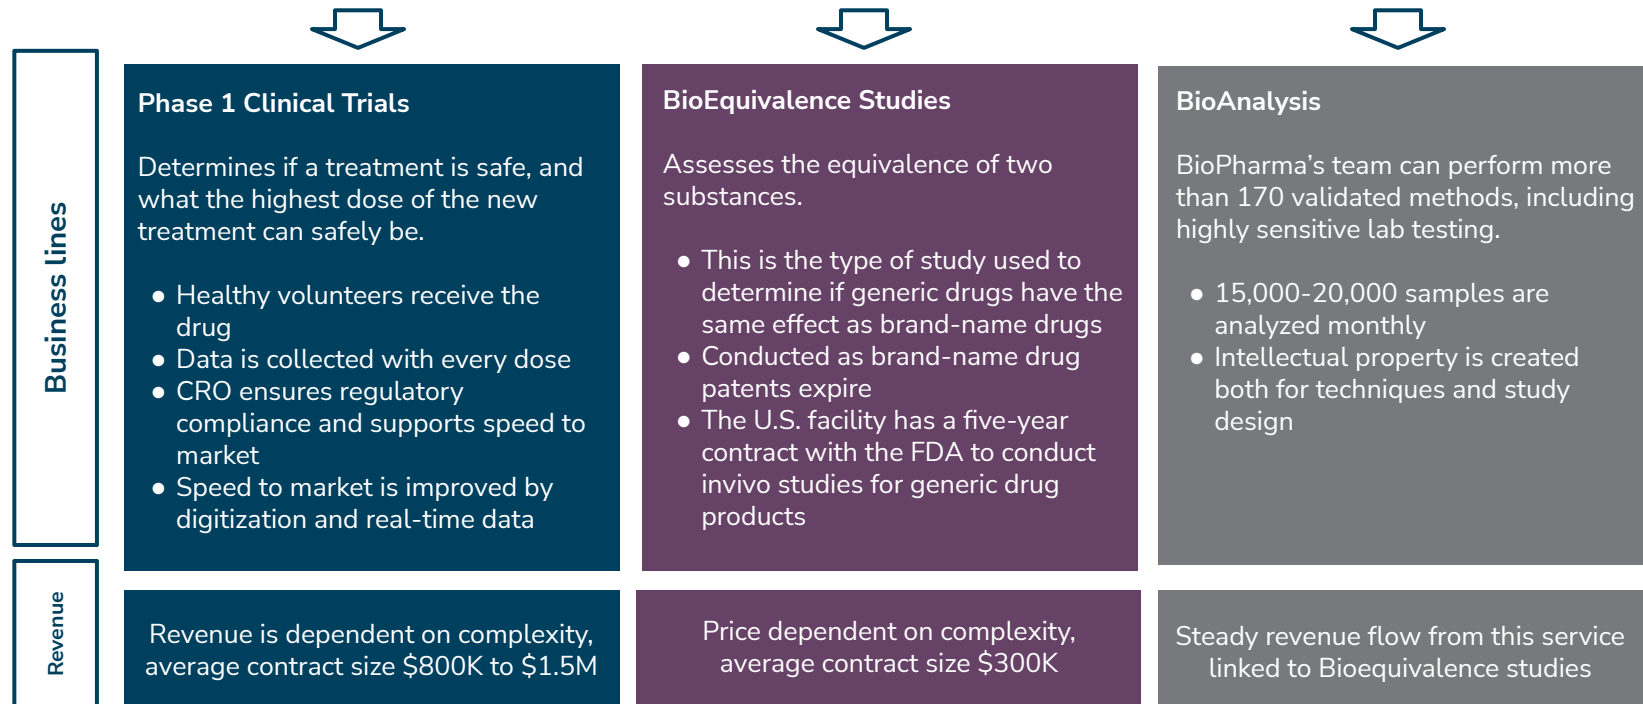 Business lines
Phase 1 Clinical Trials
Determines if a treatment is safe, and
what the highest dose of the new
treatment can safely be.
● Healthy volunteers receive the
drug
● Data is collected with every dose
● CRO ensures regulatory
compliance and supports speed to
market
● Speed to market is improved by
digitization and real-time data
BioEquivalence Studies
Assesses the equivalence of two
substances.
● This is the type of study used to
determine if generic drugs have the
same effect as brand-name drugs
● Conducted as brand-name drug
patents expire
● The U.S. facility has a five-year
contract with the FDA to conduct
invivo studies for generic drug
products
BioAnalysis
BioPharma’s team can perform more
than 170 validated methods, including
highly sensitive lab testing.
● 15,000-20,000 samples are
analyzed monthly
● Intellectual property is created
both for techniques and study
design
Revenue
Revenue is dependent on complexity,
average contract size $800K to $1.5M
Price dependent on complexity,
average contract size $300K
Steady revenue flow from this service
linked to Bioequivalence studies